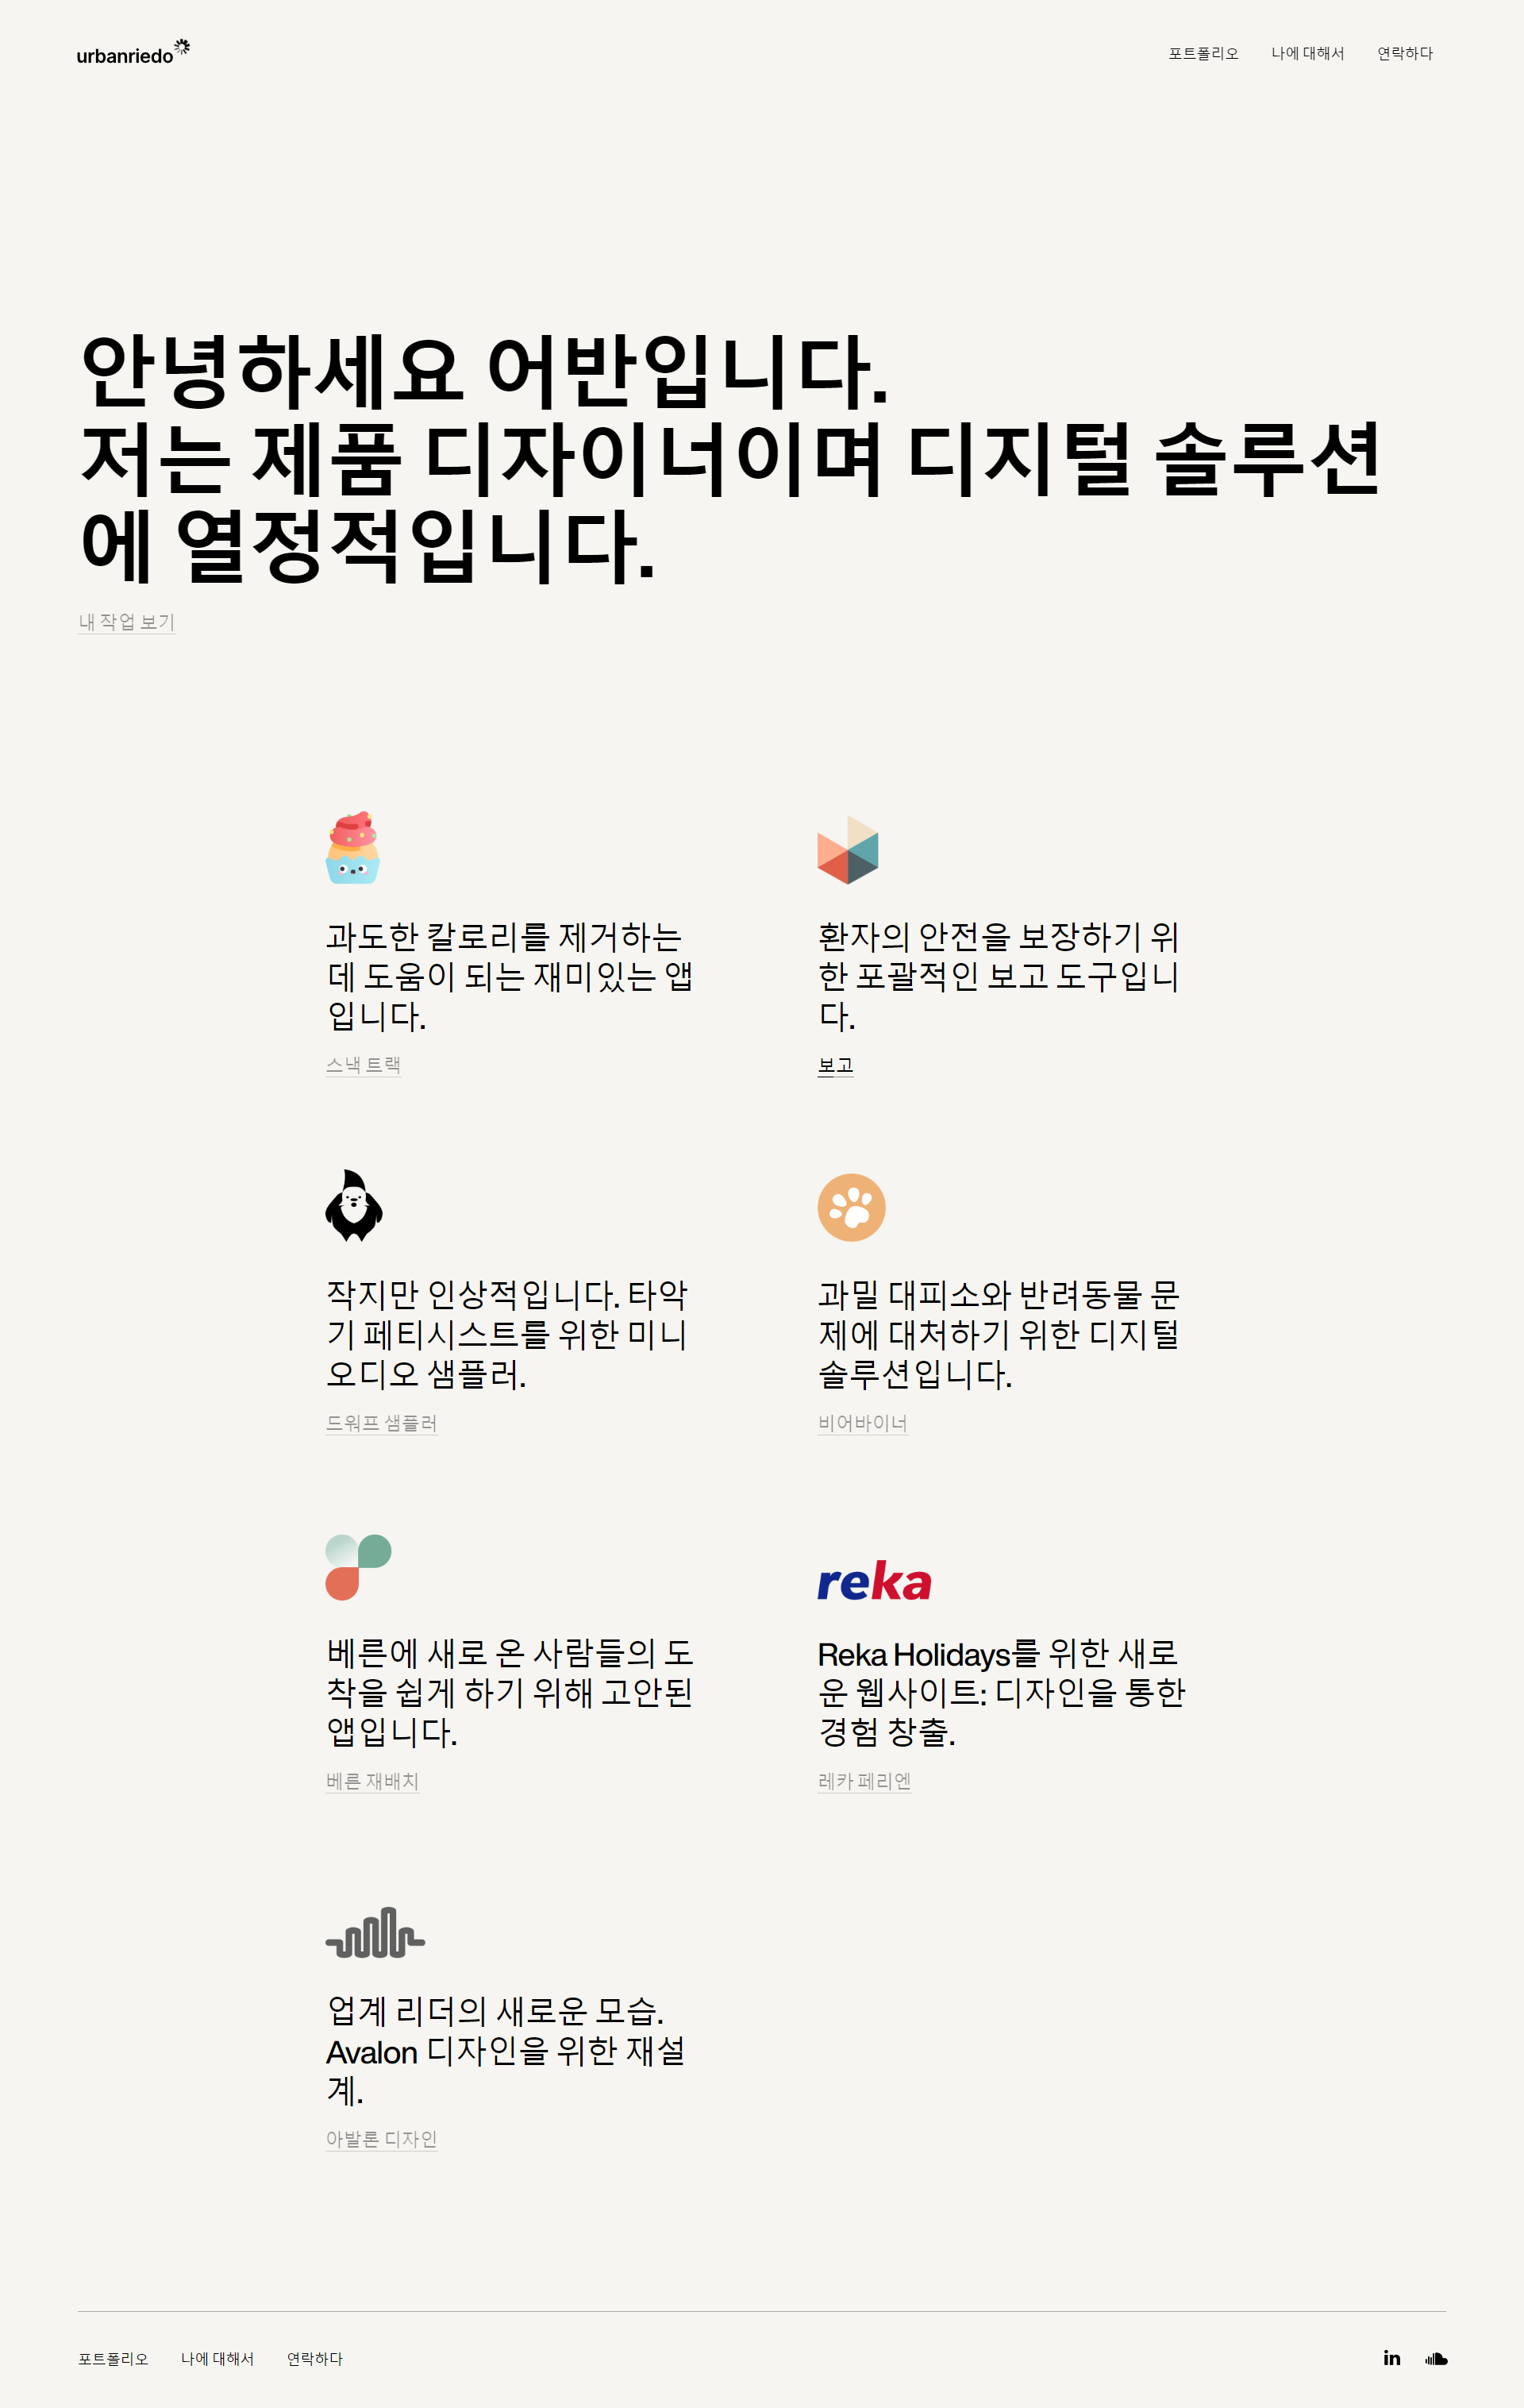 urbanriedo
포트폴리오 나에 대해서 연락하다
안녕하세요 어반입니다.
저는 제품 디자이너이며 디지털 솔루션
에 열정적입니다.
내 작업 보기
과도한 칼로리를 제거하는
데 도움이 되는 재미있는 앱
입니다.
스낵 트랙
환자의 안전을 보장하기 위
한 포괄적인 보고 도구입니
다.
보고
작지만 인상적입니다. 타악
기 페티시스트를 위한 미니
오디오 샘플러.
드워프 샘플러
과밀 대피소와 반려동물 문
제에 대처하기 위한 디지털
솔루션입니다.
비어바이너
베른에 새로 온 사람들의 도
착을 쉽게 하기 위해 고안된
앱입니다.
베른 재배치
reka
Reka Holidays를 위한 새로
운 웹사이트: 디자인을 통한
경험 창출.
레카 페리엔
업계 리더의 새로운 모습.
Avalon 디자인을 위한 재설
계.
아발론 디자인
포트폴리오 나에 대해서 연락하다
in